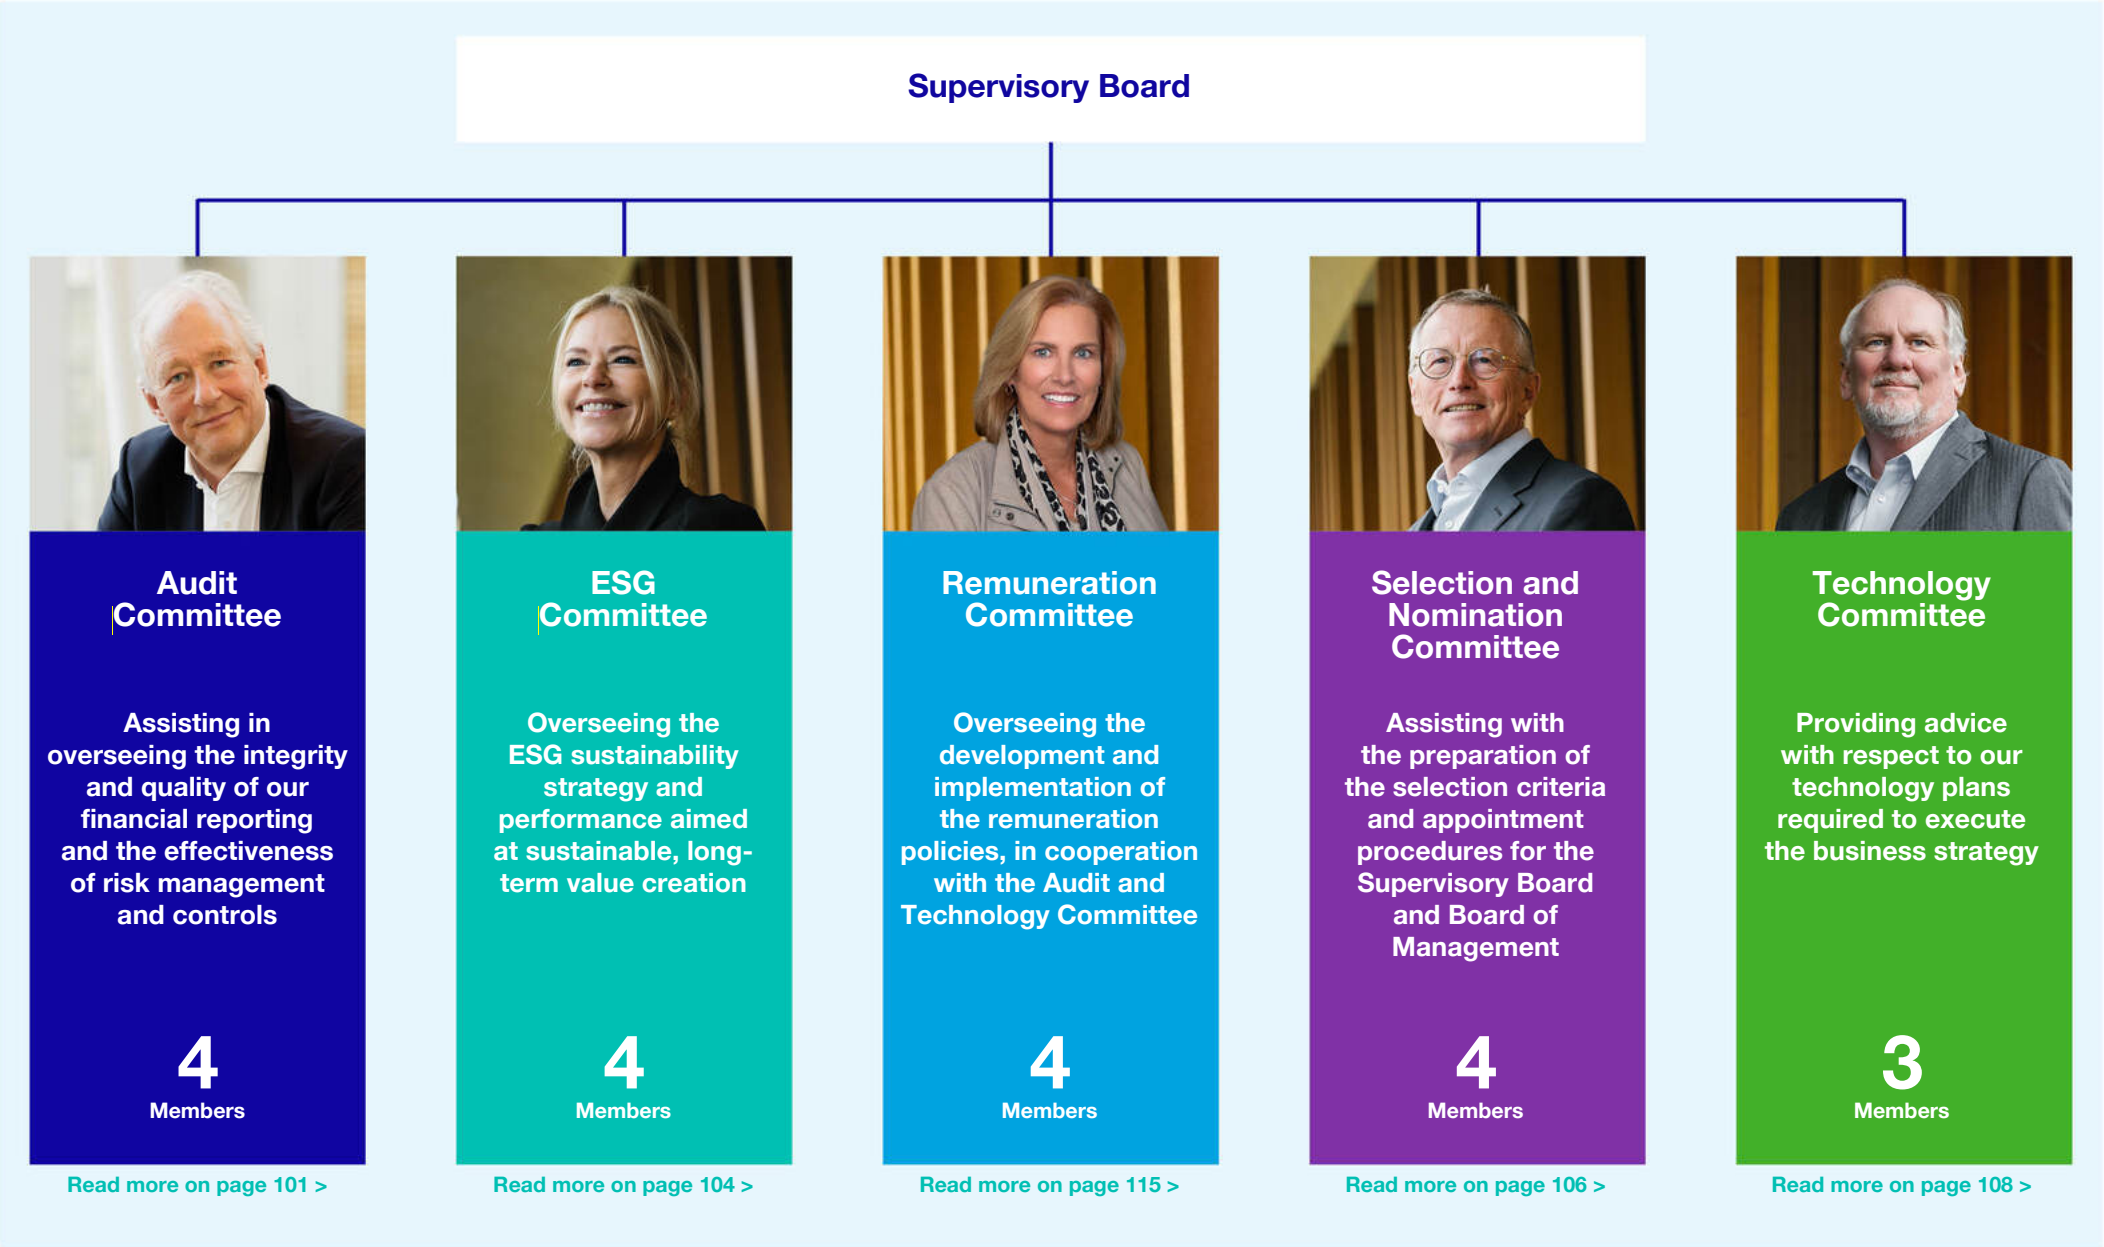 Supervisory Board
Audit
Committee
Assisting in
overseeing the integrity
and quality of our
financial reporting
and the effectiveness
of risk management
and controls
4
Members
Read more on page 101 >
ESG
Committee
Overseeing the
ESG sustainability
strategy and
performance aimed
at sustainable, long-
term value creation
4
Members
Read more on page 104 >
Remuneration
Committee
Overseeing the
development and
implementation of
the remuneration
policies, in cooperation
with the Audit and
Technology Committee
4
Members
Read more on page 115 >
Selection and
Nomination
Committee
Assisting with
the preparation of
the selection criteria
and appointment
procedures for the
Supervisory Board
and Board of
Management
4
Members
Read more on page 106 >
Technology
Committee
Providing advice
with respect to our
technology plans
required to execute
the business strategy
3
Members
Read more on page 108 >